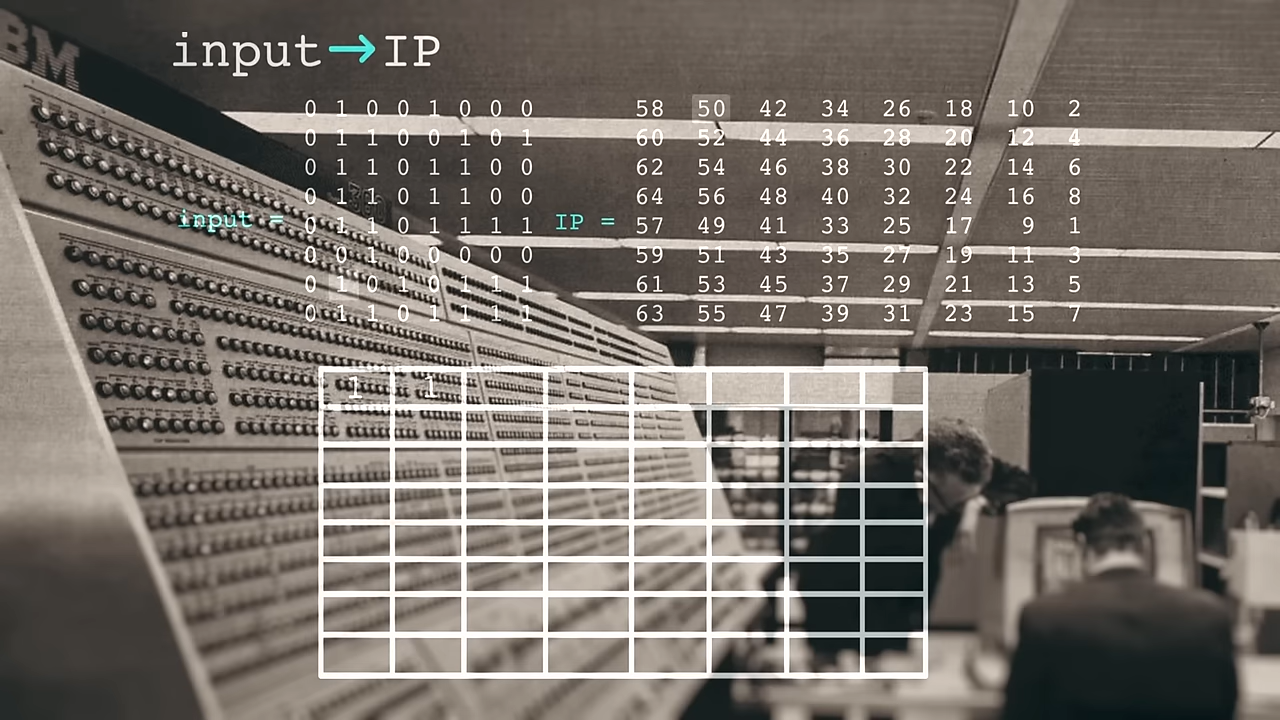 BM
input→IP
0 1 0 0 1 0 0 0 58 50 42 34 26 18 10 2
0 1 1 0 0 1 0 1 60 52 44 36 28 20 12 4
0 1 1 0 1 1 0 0 62 54 46 38 30 22 14 6
0 1 1 0 1 1 0 0 64 56 48 40 32 24 16 8
input = 0 1 1 0 1 1 1 1 IP = 57 49 41 33 25 17 9 1
0 0 1 0 0 0 0 0 59 51 43 35 27 19 11 3
0 1 0 1 0 1 1 1 61 53 45 37 29 21 13 5
0 1 1 0 1 1 1 1 63 55 47 39 31 23 15 7
1 1